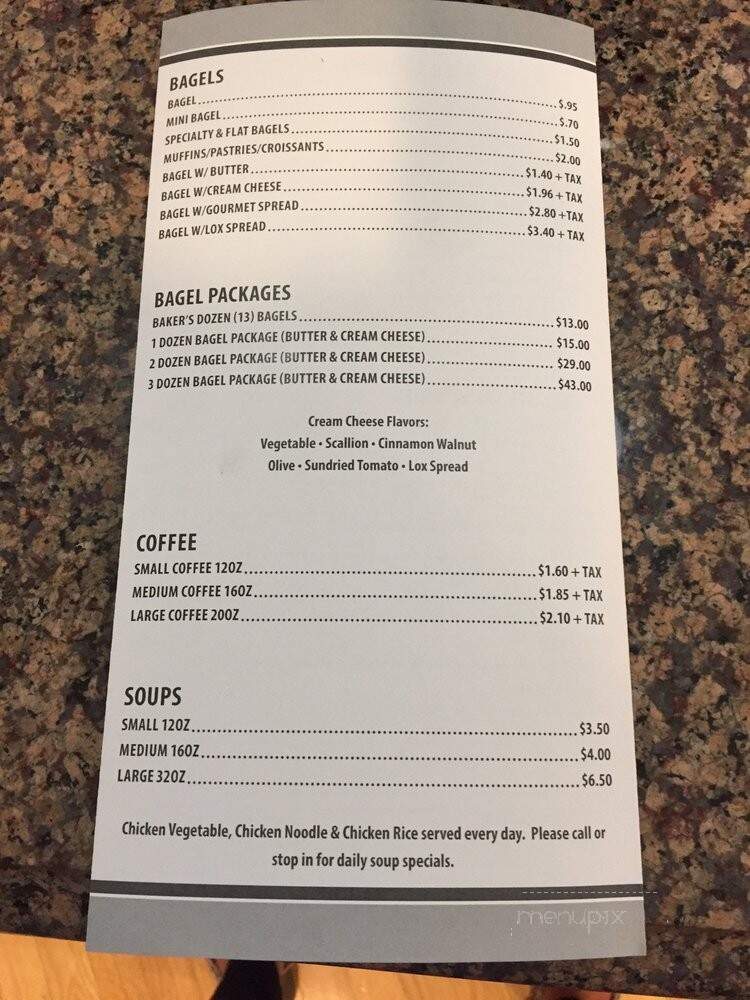 BAGELS
BAGEL.....$.95
MINI BAGEL.....$.70
SPECIALTY & FLAT BAGELS.....$1.50
MUFFINS/PASTRIES/CROISSANTS.....$2.00
BAGEL W/ BUTTER.....$1.40 + TAX
BAGEL W/CREAM CHEESE.....$1.96 + TAX
BAGEL W/GOURMET SPREAD.....$2.80 +TAX
BAGEL W/LOX SPREAD.....$3.40 + TAX
BAGEL PACKAGES
BAKER'S DOZEN (13) BAGELS.....$13.00
1 DOZEN BAGEL PACKAGE (BUTTER & CREAM CHEESE).....$15.00
2 DOZEN BAGEL PACKAGE (BUTTER & CREAM CHEESE).....$29.00
3 DOZEN BAGEL PACKAGE (BUTTER & CREAM CHEESE).....$43.00
Cream Cheese Flavors:
Vegetable • Scallion • Cinnamon Walnut
Olive • Sundried Tomato • Lox Spread
COFFEE
SMALL COFFEE 12OZ.....$1.60 + TAX
MEDIUM COFFEE 16OZ.....$1.85 + TAX
LARGE COFFEE 20OZ.....$2.10 + TAX
SOUPS
SMALL 12OZ.....$3.50
MEDIUM 16OZ.....$4.00
LARGE 32OZ.....$6.50
Chicken Vegetable, Chicken Noodle & Chicken Rice served every day. Please call or
stop in for daily soup specials.
menupix